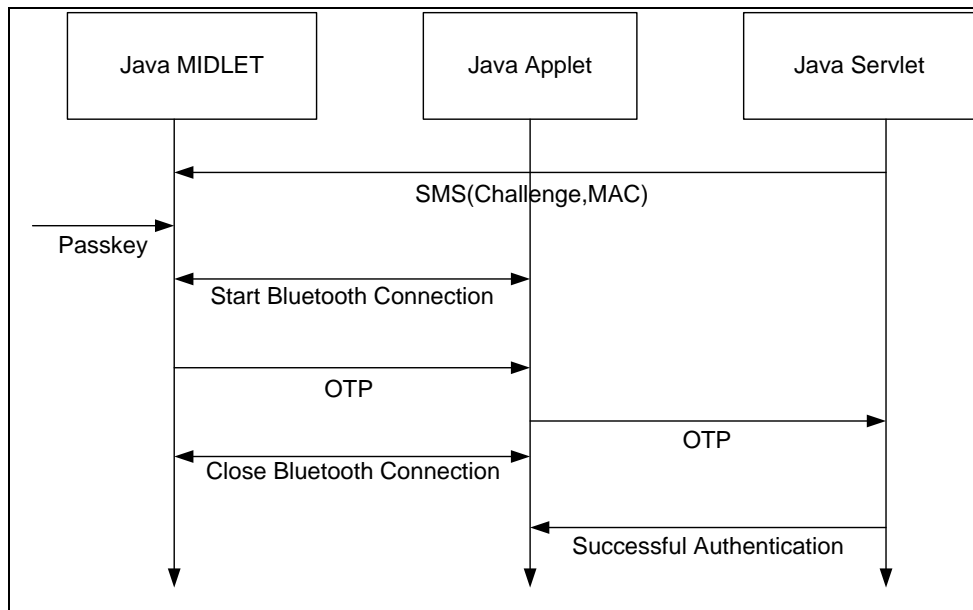 Java MIDLET
Java Applet
Java Servlet
SMS(Challenge,MAC)
Passkey
Start Bluetooth Connection
OTP
OTP
Close Bluetooth Connection
Successful Authentication